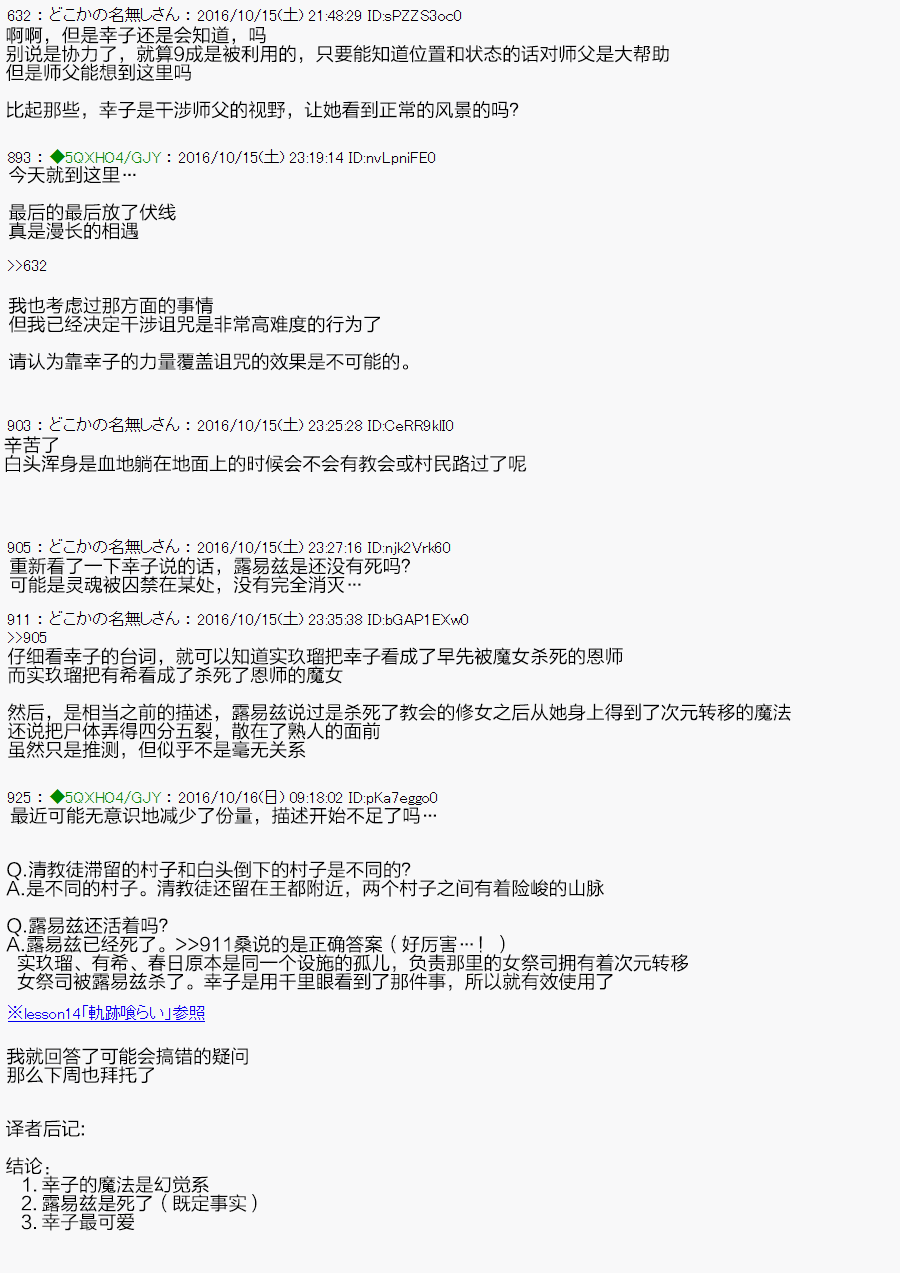 632 : どこかの名無しさん : 2016/10/15(土) 21:48:29 ID:sPZZS3oc0
啊啊，但是幸子还是会知道，吗
别说是协力了，就算9成是被利用的，只要能知道位置和状态的话对师父是大帮助
但是师父能想到这里吗
比起那些，幸子是干涉师父的视野，让她看到正常的风景的吗?
893 : ◆5QXHO4/GJY : 2016/10/15(土) 23:19:14 ID:nvLpniFE0
今天就到这里…
最后的最后放了伏线
真是漫长的相遇
>>632
我也考虑过那方面的事情
但我已经决定干涉诅咒是非常高难度的行为了
请认为靠幸子的力量覆盖诅咒的效果是不可能的。
903 : どこかの名無しさん : 2016/10/15(土) 23:25:28 ID:CeRR9klI0
辛苦了
白头浑身是血地躺在地面上的时候会不会有教会或村民路过了呢
905 : どこかの名無しさん : 2016/10/15(土) 23:27:16 ID:njk2Vrk60
重新看了一下幸子说的话，露易兹是还没有死吗?
可能是灵魂被囚禁在某处，没有完全消灭…
911 : どこかの名無しさん : 2016/10/15(土) 23:35:38 ID:bGAP1EXw0
>>905
仔细看幸子的台词，就可以知道实玖瑠把幸子看成了早先被魔女杀死的恩师
而实玖瑠把有希看成了杀死了恩师的魔女
然后，是相当之前的描述，露易兹说过是杀死了教会的修女之后从她身上得到了次元转移的魔法
还说把尸体弄得四分五裂，散在了熟人的面前
虽然只是推测，但似乎不是毫无关系
925 : ◆5QXHO4/GJY : 2016/10/16(日) 09:18:02 ID:pKa7eggo0
最近可能无意识地减少了份量，描述开始不足了吗…
Q.清教徒滞留的村子和白头倒下的村子是不同的?
A.是不同的村子。清教徒还留在王都附近，两个村子之间有着险峻的山脉
Q.露易兹还活着吗?
A.露易兹已经死了。>>911桑说的是正确答案（好厉害…！）
实玖瑠、有希、春日原本是同一个设施的孤儿，负责那里的女祭司拥有着次元转移
女祭司被露易兹杀了。幸子是用千里眼看到了那件事，所以就有效使用了
※lesson14｢軌跡喰らい｣参照
我就回答了可能会搞错的疑问
那么下周也拜托了
译者后记:
结论：
1. 幸子的魔法是幻觉系
2. 露易兹是死了（既定事实）
3. 幸子最可爱